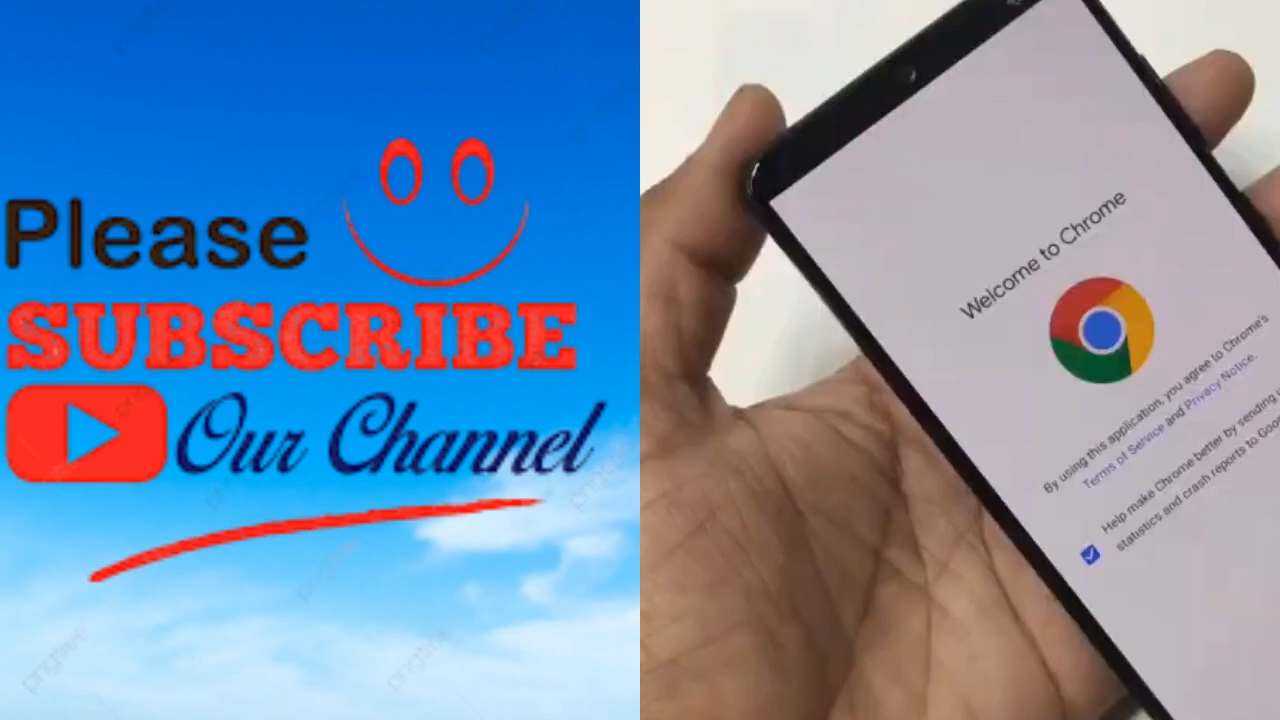 Please
SUBSCRIBE
Our Channel
Welcome to Chrome
By using this application, you agree to Chrome's
Terms of Service and Privacy Notice.
Help make Chrome better by sending
statistics and crash reports to